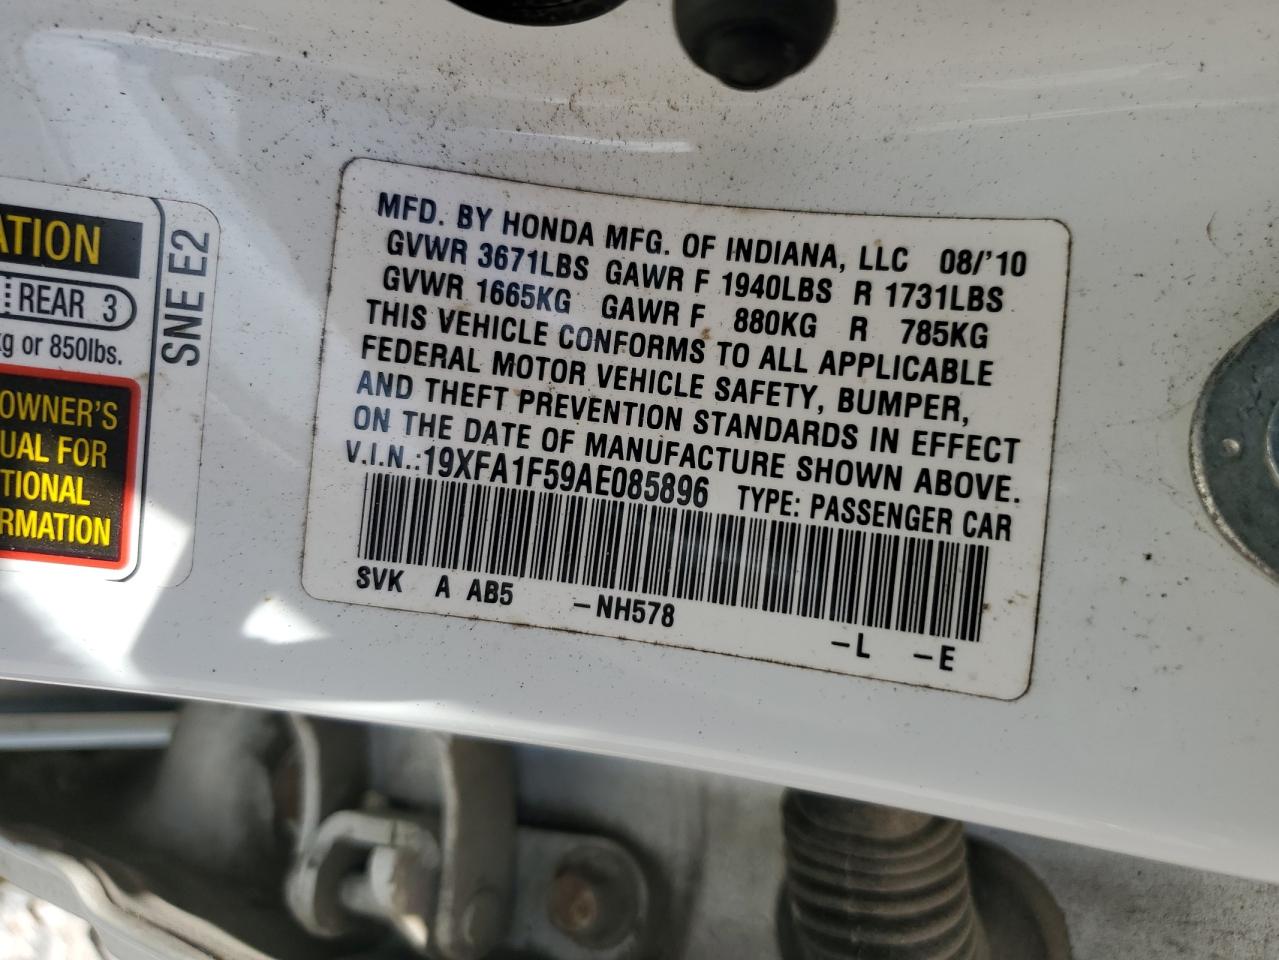 MFD. BY HONDA MFG. OF INDIANA, LLC 08/'10
GVWR 3671LBS GAWR F 1940LBS R 1731LBS
GVWR 1665KG GAWR F 880KG R 785KG
THIS VEHICLE CONFORMS TO ALL APPLICABLE
FEDERAL MOTOR VEHICLE SAFETY, BUMPER,
AND THEFT PREVENTION STANDARDS IN EFFECT
ON THE DATE OF MANUFACTURE SHOWN ABOVE.
V.I.N.:19XFA1F59AE085896 TYPE: PASSENGER CAR
SVK A AB5 -NH578 -L -E
ATION
REAR 3
kg or 850lbs.
OWNER'S
UAL FOR
TIONAL
RMATION
SNE E2